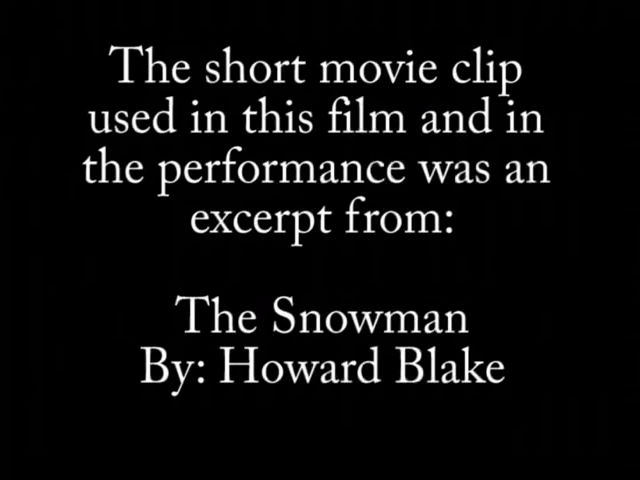 The short movie clip
used in this film and in
the performance was an
excerpt from:
The Snowman
By: Howard Blake